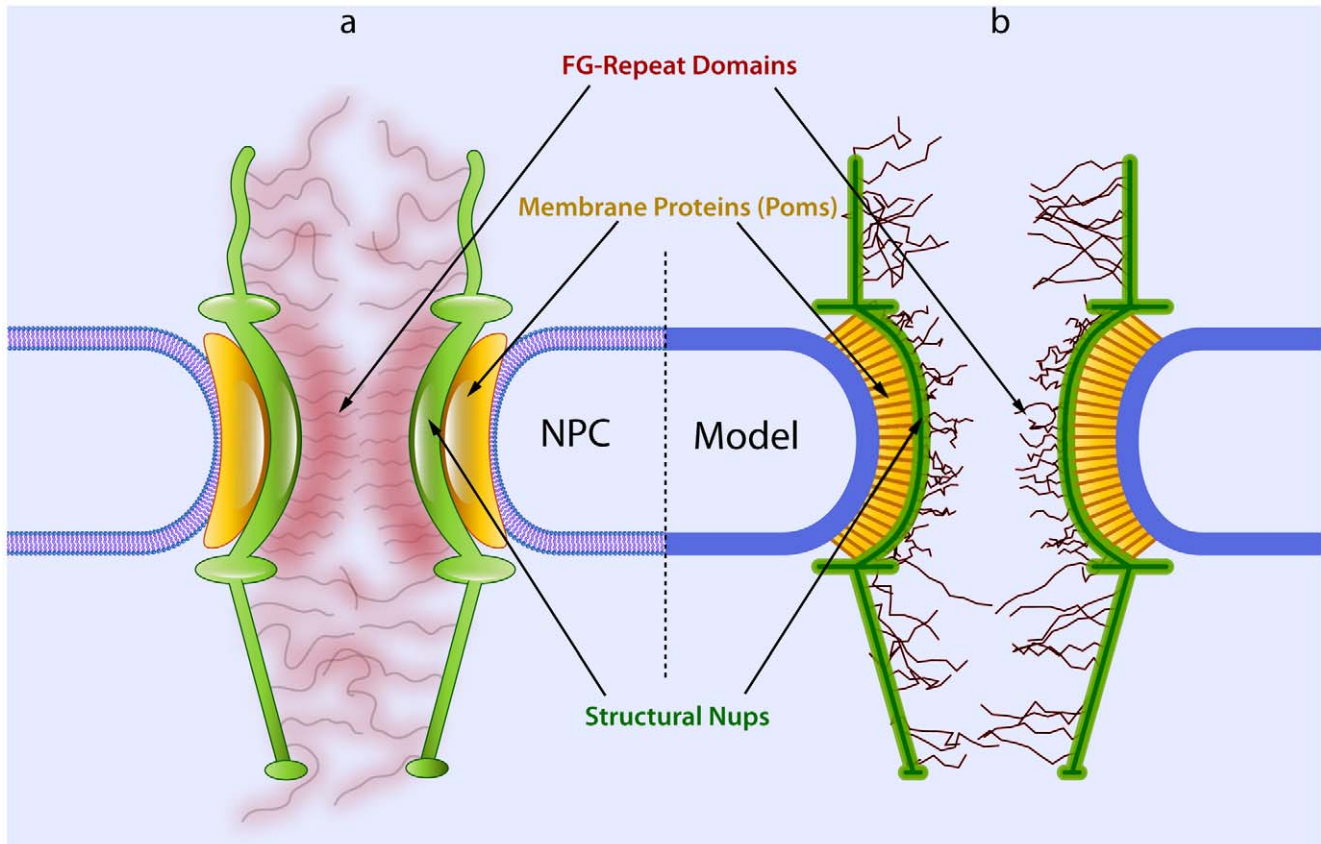 a
b
FG-Repeat Domains
Membrane Proteins (Poms)
NPC
Model
Structural Nups